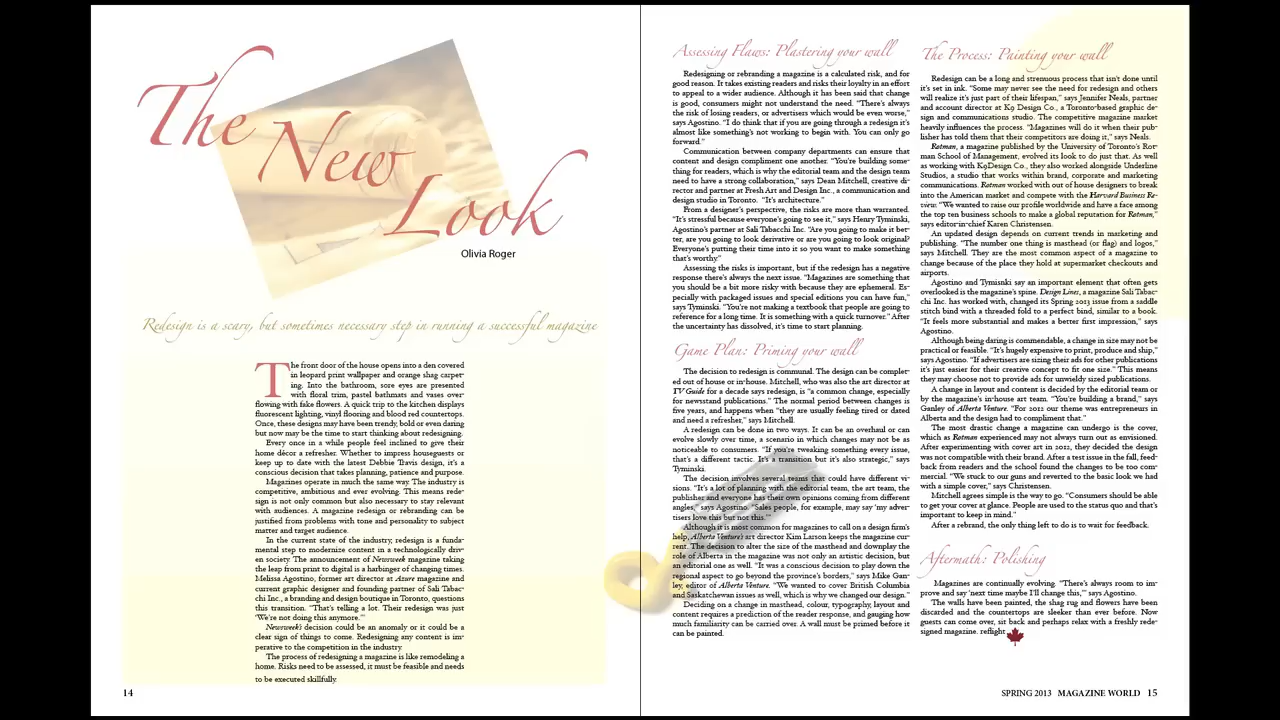 The
New
Look
Olivia Roger
Redesign is a scary, but sometimes necessary step in running a successful magazine
The front door of the house opens into a den covered
in leopard print wallpaper and orange shag carpet-
ing. Into the bathroom, sore eyes are presented
with floral trim, pastel bathmats and vases over-
flowing with fake flowers. A quick trip to the kitchen displays
fluorescent lighting, vinyl flooring and blood red countertops.
Once, these designs may have been trendy, bold or even daring
but now may be the time to start thinking about redesigning.
Every once in a while people feel inclined to give their
home décor a refresher. Whether to impress houseguests or
keep up to date with the latest Debbie Travis design, it's a
conscious decision that takes planning, patience and purpose.
Magazines operate in much the same way. The industry is
competitive, ambitious and ever evolving. This means rede-
sign is not only common but also necessary to stay relevant
with audiences. A magazine redesign or rebranding can be
justified from problems with tone and personality to subject
matter and target audience.
In the current state of the industry, redesign is a funda-
mental step to modernize content in a technologically driv-
en society. The announcement of Newsweek magazine taking
the leap from print to digital is a harbinger of changing times.
Melissa Agostino, former art director at Azure magazine and
current graphic designer and founding partner of Sali Tabac-
chi Inc., a branding and design boutique in Toronto, questions
this transition. "That's telling a lot. Their redesign was just
'We're not doing this anymore.'"
Newsweek's decision could be an anomaly or it could be a
clear sign of things to come. Redesigning any content is im-
perative to the competition in the industry.
The process of redesigning a magazine is like remodeling a
home. Risks need to be assessed, it must be feasible and needs
to be executed skillfully.
14
Assessing Flaws: Plastering your wall
Redesigning or rebranding a magazine is a calculated risk, and for
good reason. It takes existing readers and risks their loyalty in an effort
to appeal to a wider audience. Although it has been said that change
is good, consumers might not understand the need. "There's always
the risk of losing readers, or advertisers which would be even worse,"
says Agostino. "I do think that if you are going through a redesign it's
almost like something's not working to begin with. You can only go
forward."
Communication between company departments can ensure that
content and design compliment one another. "You're building some-
thing for readers, which is why the editorial team and the design team
need to have a strong collaboration," says Dean Mitchell, creative di-
rector and partner at Fresh Art and Design Inc., a communication and
design studio in Toronto. "It's architecture."
From a designer's perspective, the risks are more than warranted.
"It's stressful because everyone's going to see it," says Henry Tyminski,
Agostino's partner at Sali Tabacchi Inc. "Are you going to make it bet-
ter, are you going to look derivative or are you going to look original?
Everyone's putting their time into it so you want to make something
that's worthy."
Assessing the risks is important, but if the redesign has a negative
response there's always the next issue. "Magazines are something that
you should be a bit more risky with because they are ephemeral. Es-
pecially with packaged issues and special editions you can have fun,"
says Tyminski. "You're not making a textbook that people are going to
reference for a long time. It is something with a quick turnover." After
the uncertainty has dissolved, it's time to start planning.
Game Plan: Priming your wall
The decision to redesign is communal. The design can be complet-
ed out of house or in-house. Mitchell, who was also the art director at
TV Guide for a decade says redesign, is "a common change, especially
for newsstand publications." The normal period between changes is
five years, and happens when "they are usually feeling tired or dated
and need a refresher," says Mitchell.
A redesign can be done in two ways. It can be an overhaul or can
evolve slowly over time, a scenario in which changes may not be as
noticeable to consumers. "If you're tweaking something every issue,
that's a different tactic. It's a transition but it's also strategic," says
Tyminski.
The decision involves several teams that could have different vi-
sions. "It's a lot of planning with the editorial team, the art team, the
publisher and everyone has their own opinions coming from different
angles," says Agostino. "Sales people, for example, may say 'my adver-
tisers love this but not this.'"
Although it is most common for magazines to call on a design firm's
help, Alberta Venture's art director Kim Larson keeps the magazine cur-
rent. The decision to alter the size of the masthead and downplay the
role of Alberta in the magazine was not only an artistic decision, but
an editorial one as well. "It was a conscious decision to play down the
regional aspect to go beyond the province's borders," says Mike Gan-
ley, editor of Alberta Venture. "We wanted to cover British Columbia
and Saskatchewan issues as well, which is why we changed our design."
Deciding on a change in masthead, colour, typography, layout and
content requires a prediction of the reader response, and gauging how
much familiarity can be carried over. A wall must be primed before it
can be painted.
The Process: Painting your wall
Redesign can be a long and strenuous process that isn't done until
it's set in ink. "Some may never see the need for redesign and others
will realize it's just part of their lifespan," says Jennifer Neals, partner
and account director at K9 Design Co., a Toronto-based graphic de-
sign and communications studio. The competitive magazine market
heavily influences the process. "Magazines will do it when their pub-
lisher has told them that their competitors are doing it," says Neals.
Rotman, a magazine published by the University of Toronto's Rot-
man School of Management, evolved its look to do just that. As well
as working with K9Design Co., they also worked alongside Underline
Studios, a studio that works within brand, corporate and marketing
communications. Rotman worked with out of house designers to break
into the American market and compete with the Harvard Business Re-
view. "We wanted to raise our profile worldwide and have a face among
the top ten business schools to make a global reputation for Rotman,"
says editor-in-chief Karen Christensen.
An updated design depends on current trends in marketing and
publishing. "The number one thing is masthead (or flag) and logos,"
says Mitchell. They are the most common aspect of a magazine to
change because of the place they hold at supermarket checkouts and
airports.
Agostino and Tymisnki say an important element that often gets
overlooked is the magazine's spine. Design Lines, a magazine Sali Tabac-
chi Inc. has worked with, changed its Spring 2013 issue from a saddle
stitch bind with a threaded fold to a perfect bind, similar to a book.
"It feels more substantial and makes a better first impression," says
Agostino.
Although being daring is commendable, a change in size may not be
practical or feasible. "It's hugely expensive to print, produce and ship,"
says Agostino. "If advertisers are sizing their ads for other publications
it's just easier for their creative concept to fit one size." This means
they may choose not to provide ads for unwieldy sized publications.
A change in layout and content is decided by the editorial team or
by the magazine's in-house art team. "You're building a brand," says
Ganley of Alberta Venture. "For 2012 our theme was entrepreneurs in
Alberta and the design had to compliment that."
The most drastic change a magazine can undergo is the cover,
which as Rotman experienced may not always turn out as envisioned.
After experimenting with cover art in 2012, they decided the design
was not compatible with their brand. After a test issue in the fall, feed-
back from readers and the school found the changes to be too com-
mercial. "We stuck to our guns and reverted to the basic look we had
with a simple cover," says Christensen.
Mitchell agrees simple is the way to go. "Consumers should be able
to get your cover at glance. People are used to the status quo and that's
important to keep in mind."
After a rebrand, the only thing left to do is to wait for feedback.
Aftermath: Polishing
Magazines are continually evolving. "There's always room to im-
prove and say 'next time maybe I'll change this,'" says Agostino.
The walls have been painted, the shag rug and flowers have been
discarded and the countertops are sleeker than ever before. Now
guests can come over, sit back and perhaps relax with a freshly rede-
signed magazine. reflight
SPRING 2013 MAGAZINE WORLD 15